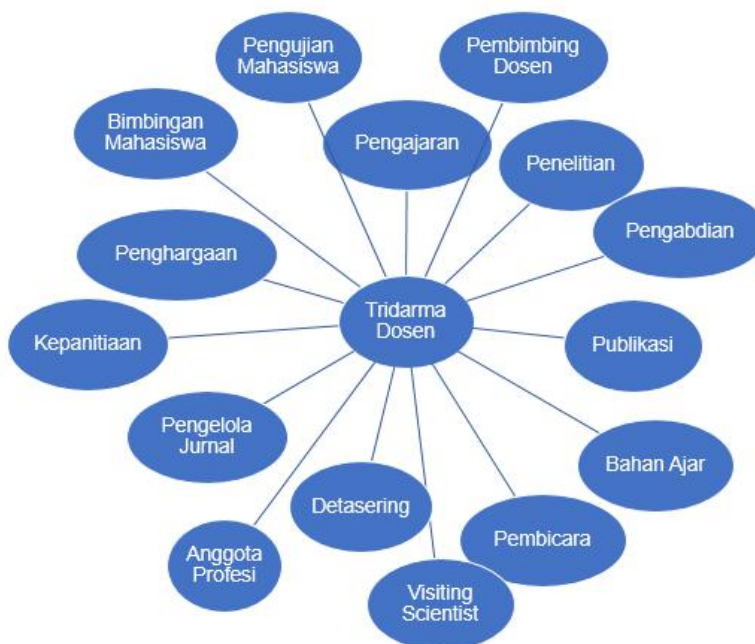 Pengujian
Mahasiswa
Pembimbing
Dosen
Bimbingan
Mahasiswa
Pengajaran
Penelitian
Pengabdian
Penghargaan
Tridarma
Dosen
Kepanitiaan
Publikasi
Pengelola
Jurnal
Bahan Ajar
Detasering
Pembicara
Anggota
Profesi
Visiting
Scientist